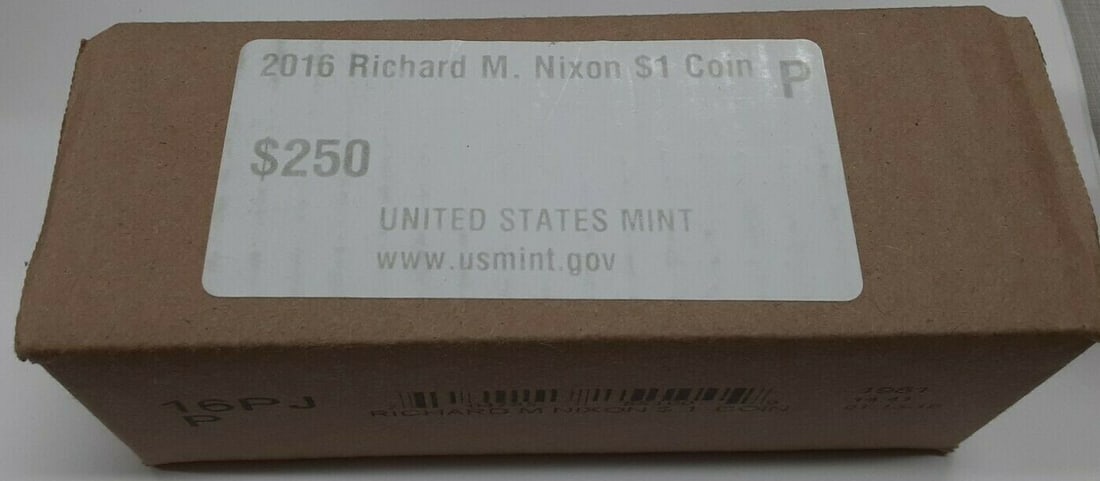 2016 Richard M. Nixon $1 Coin P
$250
UNITED STATES MINT
www.usmint.gov
16PJ
P
RICHARD M NIXON $ 1 COIN